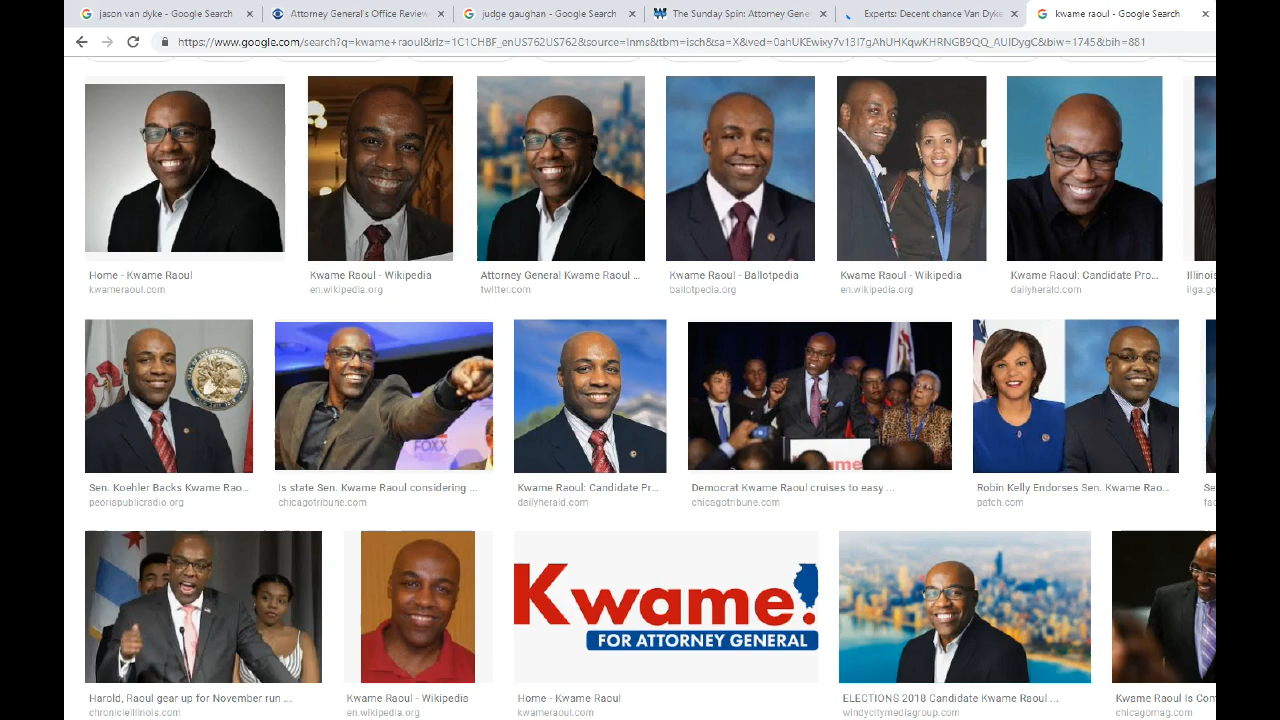 jason van dyke - Google Search
Attorney General's Office Review
judge gaughan - Google Search
The Sunday Spin: Attorney Gene
Experts: Decent chance Van Dyke
kwame raoul - Google Search
https://www.google.com/search?q=kwame+raoul&rlz=1C1CHBF_enUS762US762&source=lnms&tbm=isch&sa=X&ved=0ahUKEwixy7v13I7gAhUHKqwKHRNGB9QQ_AUIDygC&biw=1745&bih=881
Home - Kwame Raoul
kwameraoul.com
Kwame Raoul - Wikipedia
en.wikipedia.org
Attorney General Kwame Raoul ...
twitter.com
Kwame Raoul - Ballotpedia
ballotpedia.org
Kwame Raoul - Wikipedia
en.wikipedia.org
Kwame Raoul: Candidate Pro...
dailyherald.com
Illinois
ilga.go
FOXX
Sen. Koehler Backs Kwame Rao...
peoriapublicradio.org
Is state Sen. Kwame Raoul considering ...
chicagotribune.com
Kwame Raoul: Candidate Pr...
dailyherald.com
Democrat Kwame Raoul cruises to easy ...
chicagotribune.com
Robin Kelly Endorses Sen. Kwame Rao...
patch.com
Se
fac
Kwame!
FOR ATTORNEY GENERAL
Harold, Raoul gear up for November run ...
chronicleillinois.com
Kwame Raoul - Wikipedia
en.wikipedia.org
Home - Kwame Raoul
kwameraoul.com
ELECTIONS 2018 Candidate Kwame Raoul ...
windycitymediagroup.com
Kwame Raoul Is Con
chicagomag.com